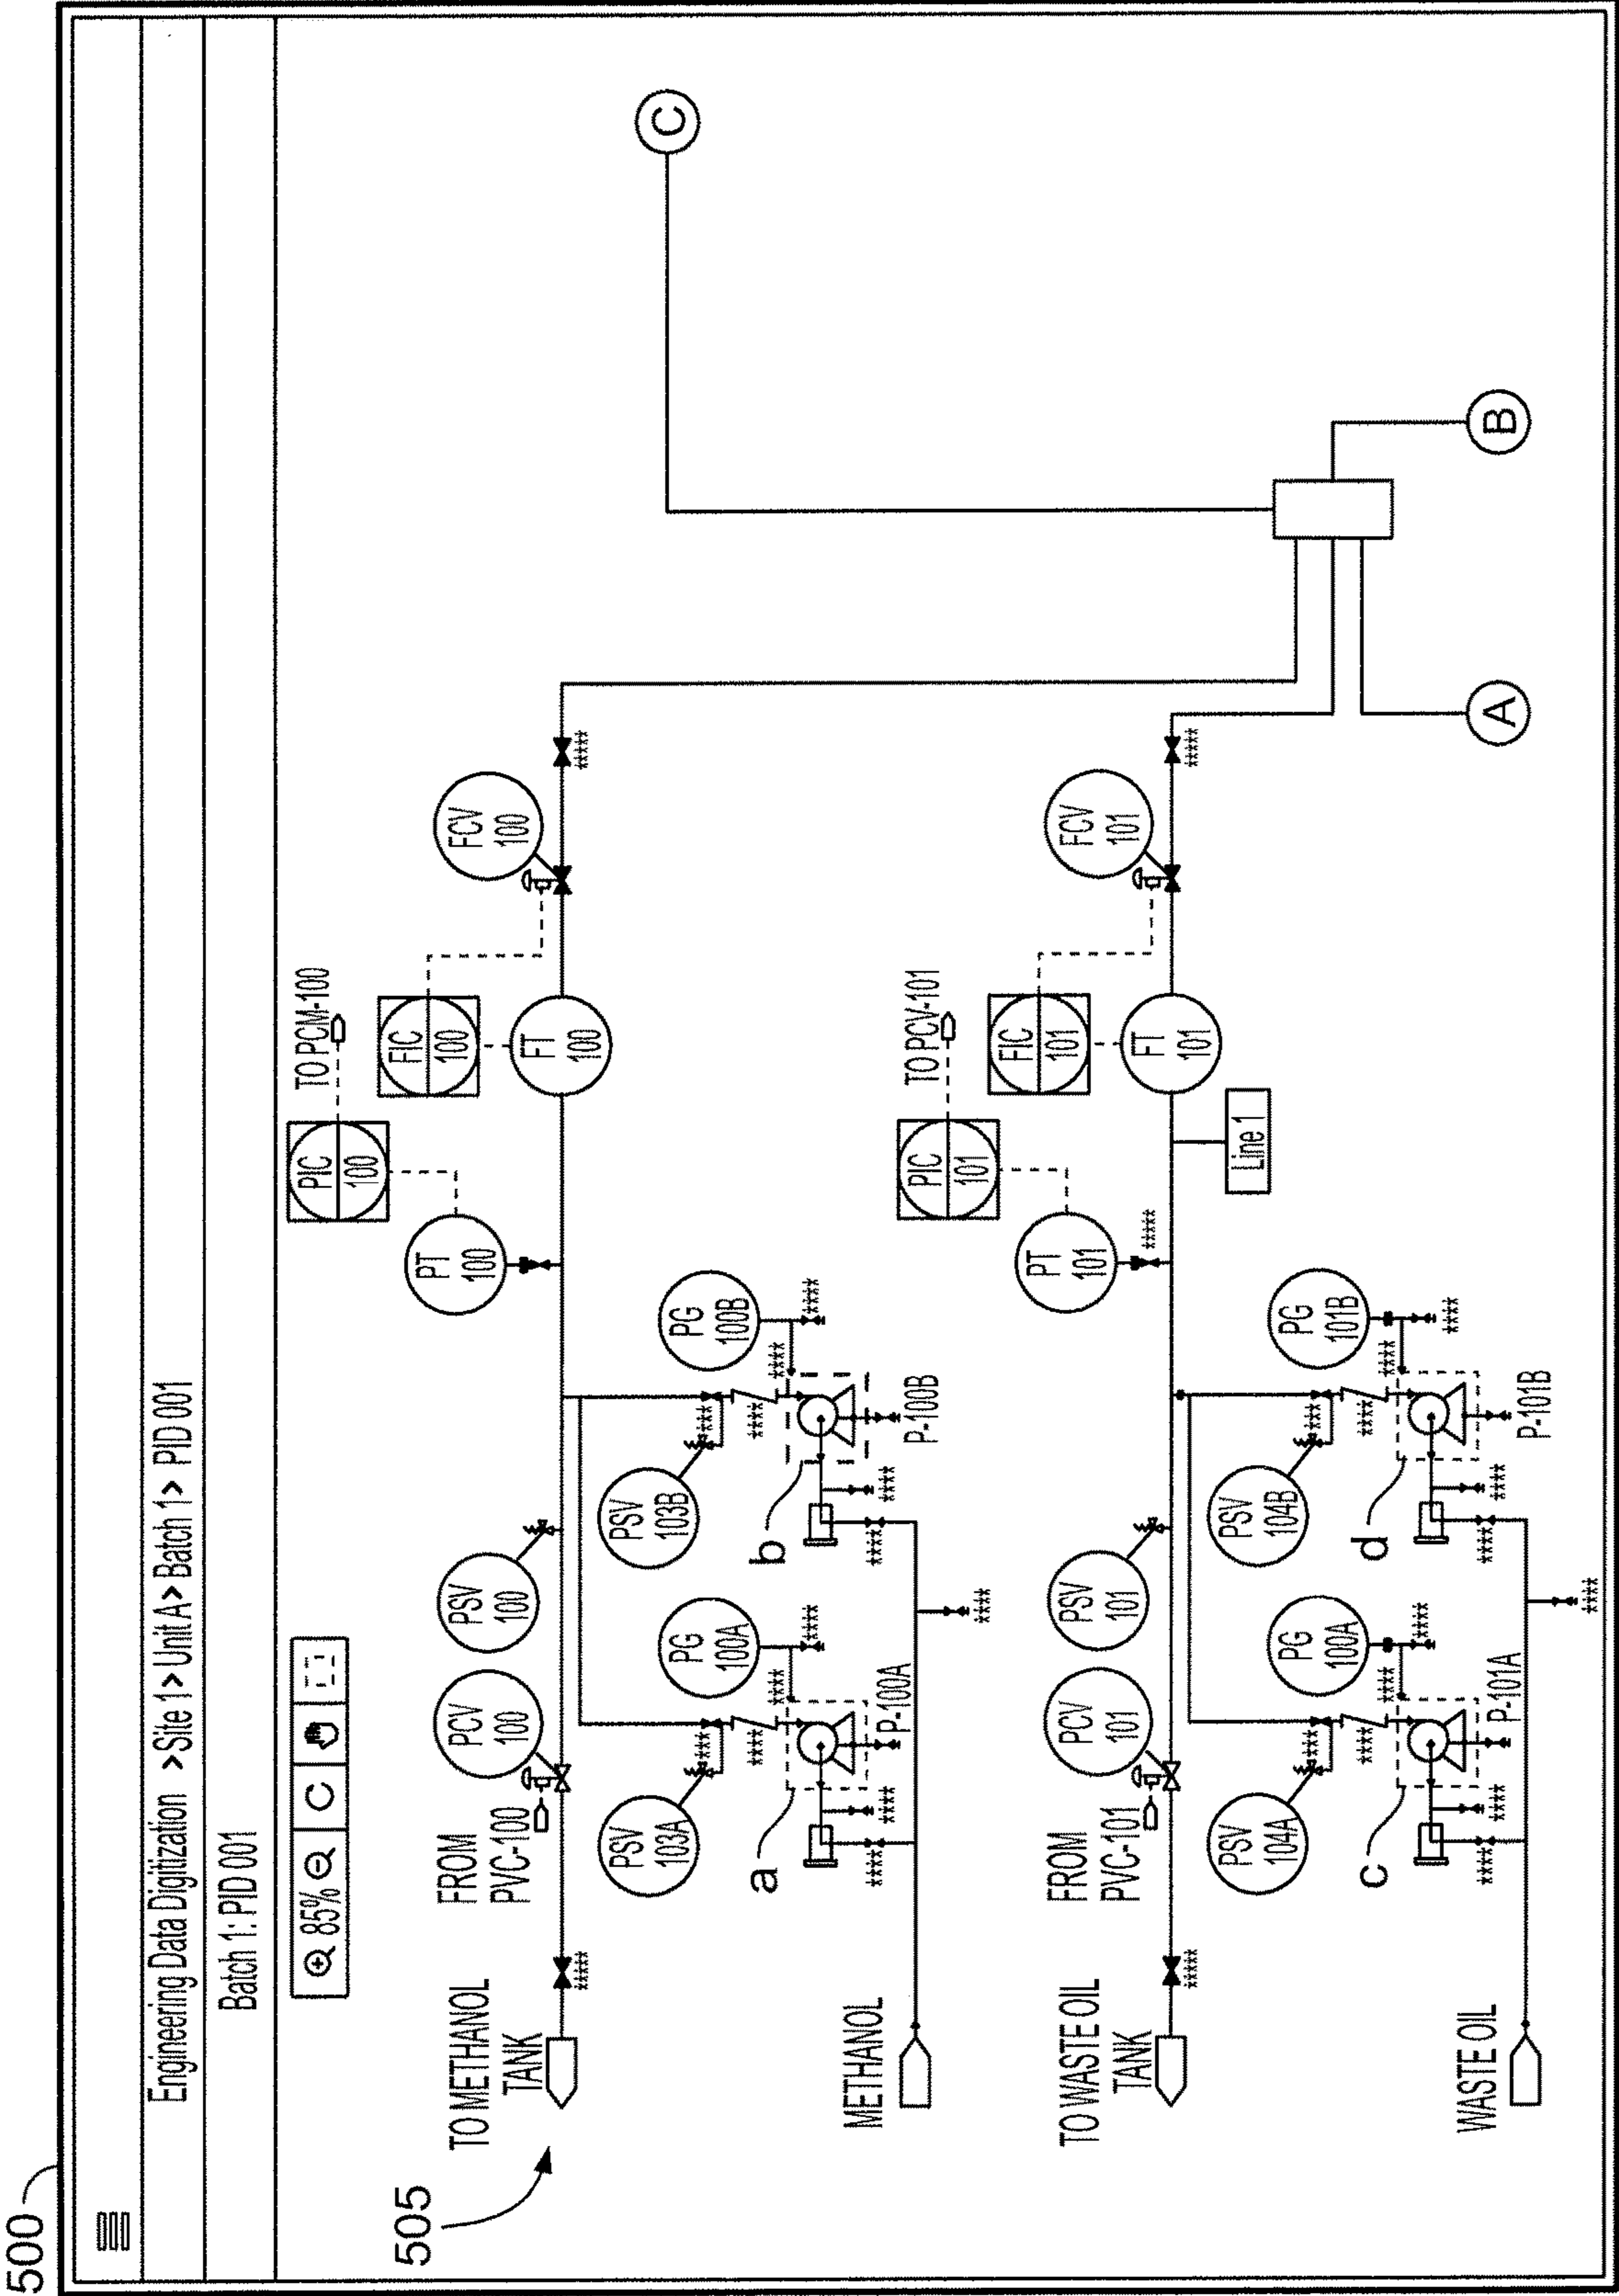 500
Engineering Data Digitization >Site 1> Unit A> Batch 1> PID 001
Batch 1: PID 001
85%
C
505
TO PCM-100
PIC
100
FIC
100
PT
100
FT
100
FCV
100
*****
PCV
100
PSV
100
FROM
PVC-100
TO METHANOL
TANK
*****
PSV
103A
PG
100A
PSV
103B
PG
100B
****
****
****
****
****
****
****
****
a
b
****
****
****
****
P-100A
P-100B
METHANOL
****
C
TO PCV-101
PIC
101
FIC
101
PT
101
*****
FT
101
FCV
101
*****
Line 1
PCV
101
PSV
101
FROM
PVC-101
TO WASTE OIL
TANK
*****
PSV
104A
PG
100A
PSV
104B
PG
101B
****
****
****
****
****
****
****
****
c
d
****
****
****
****
P-101A
P-101B
WASTE OIL
****
A
B